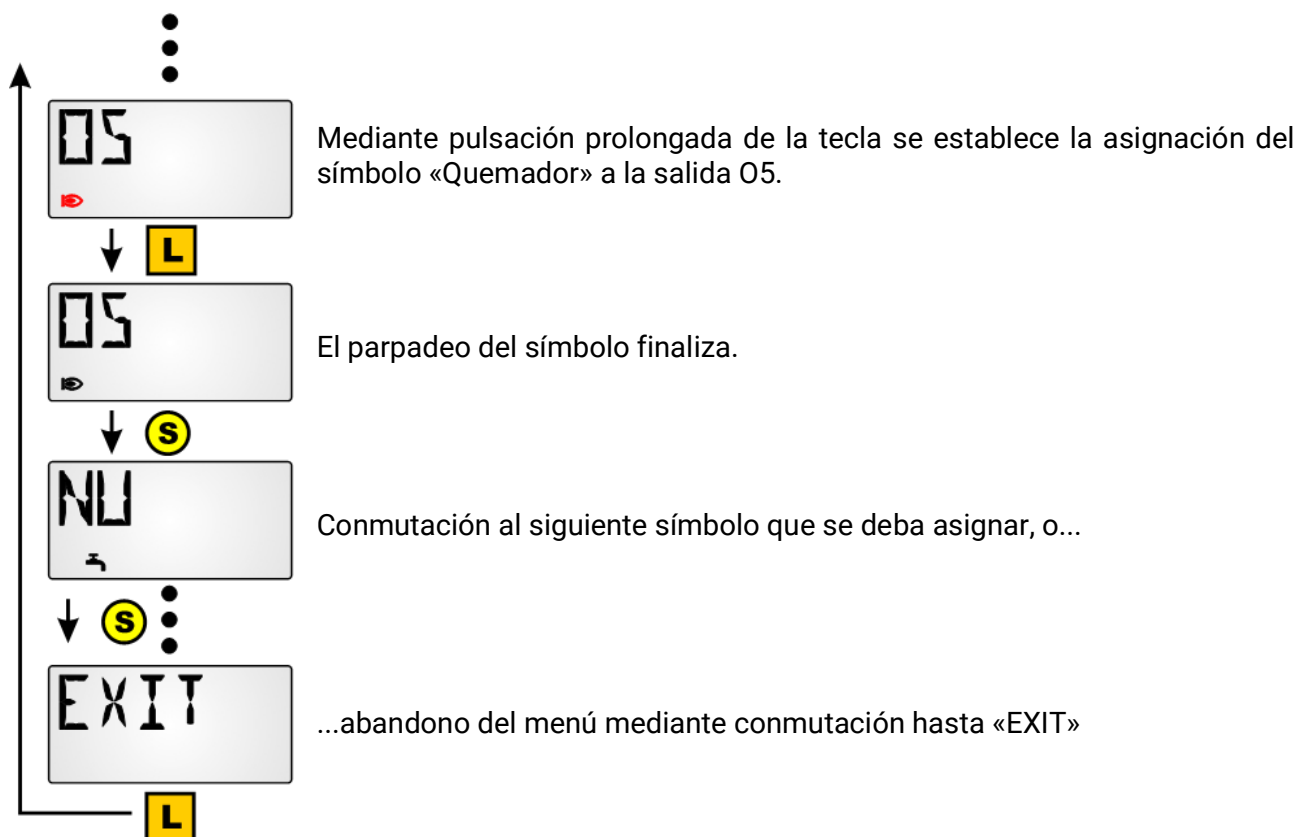 O5
Mediante pulsación prolongada de la tecla se establece la asignación del
símbolo «Quemador» a la salida O5.
L
O5
El parpadeo del símbolo finaliza.
S
NU
Conmutación al siguiente símbolo que se deba asignar, o...
S
EXIT
...abandono del menú mediante conmutación hasta «EXIT»
L